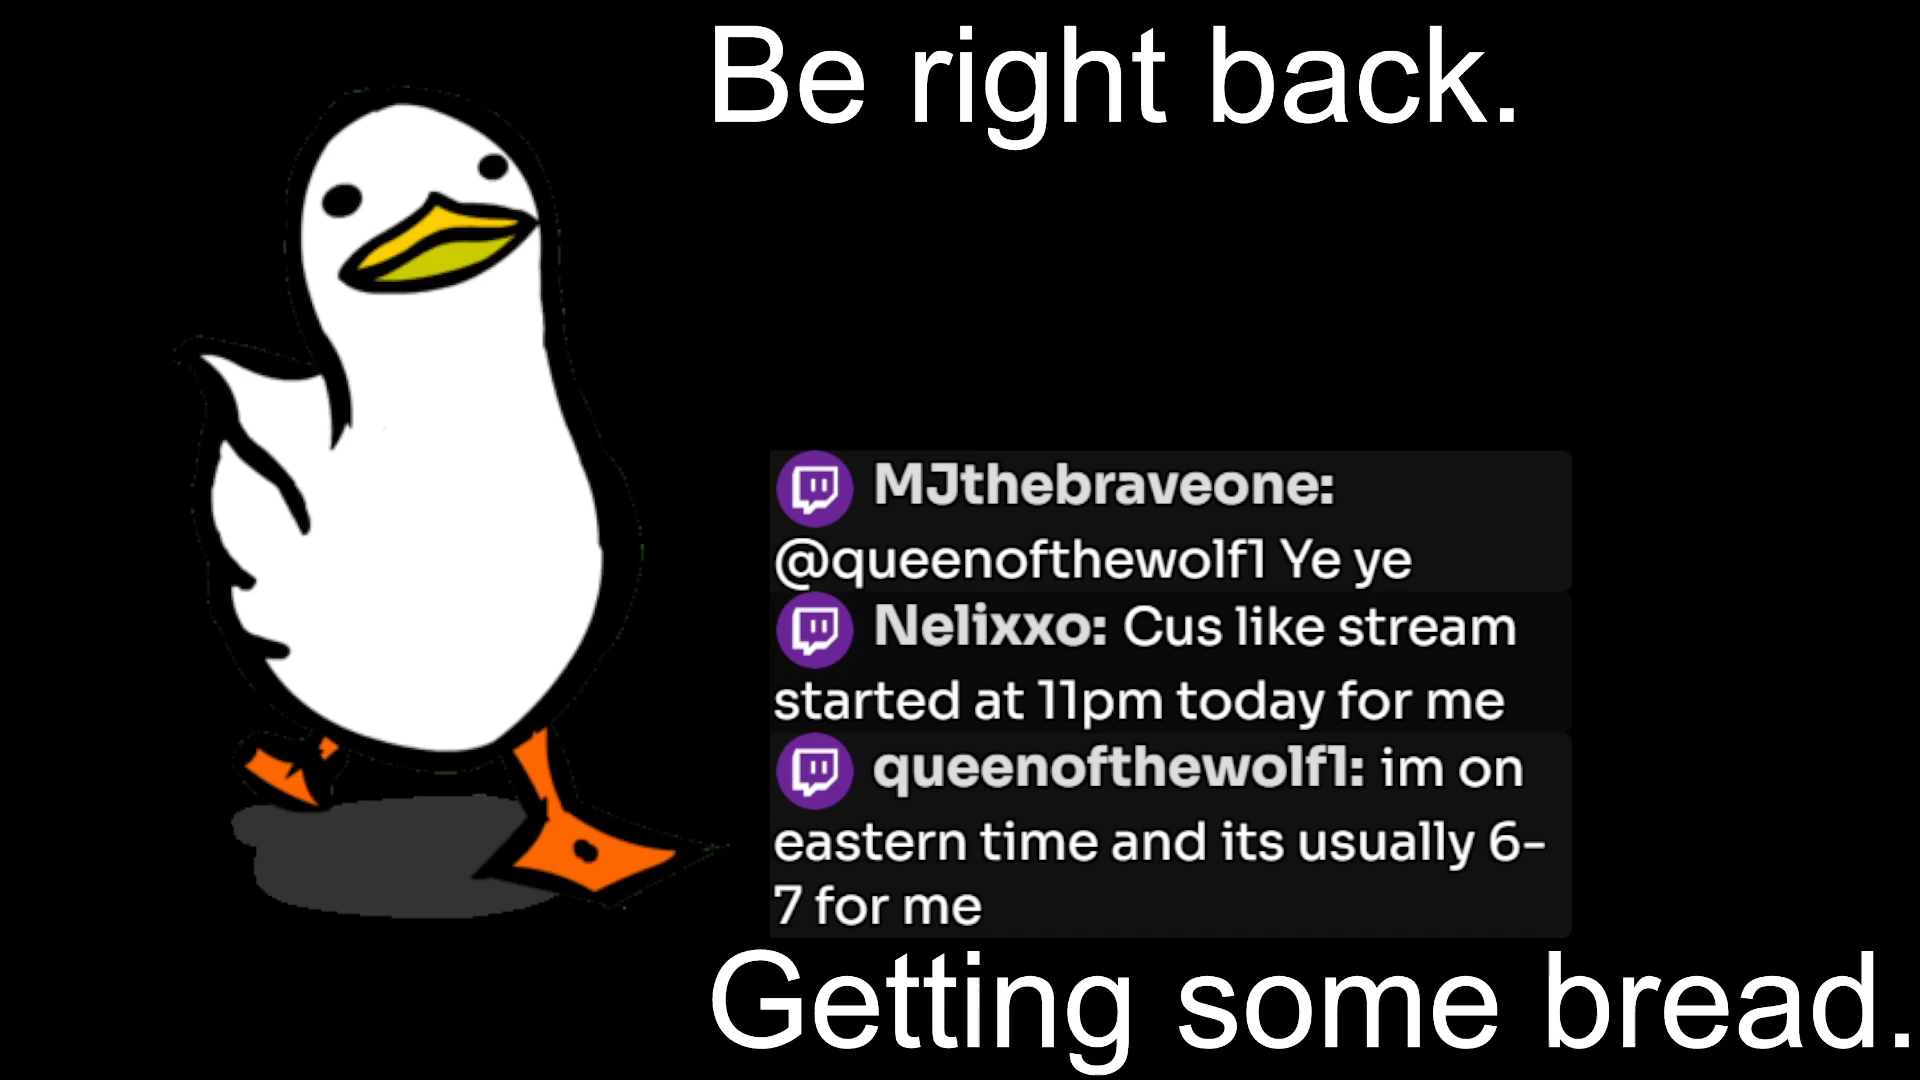 Be right back.
MJthebraveone:
@queenofthewolf1 Ye ye
Nelixxo: Cus like stream
started at 11pm today for me
queenofthewolf1: im on
eastern time and its usually 6-
7 for me
Getting some bread.